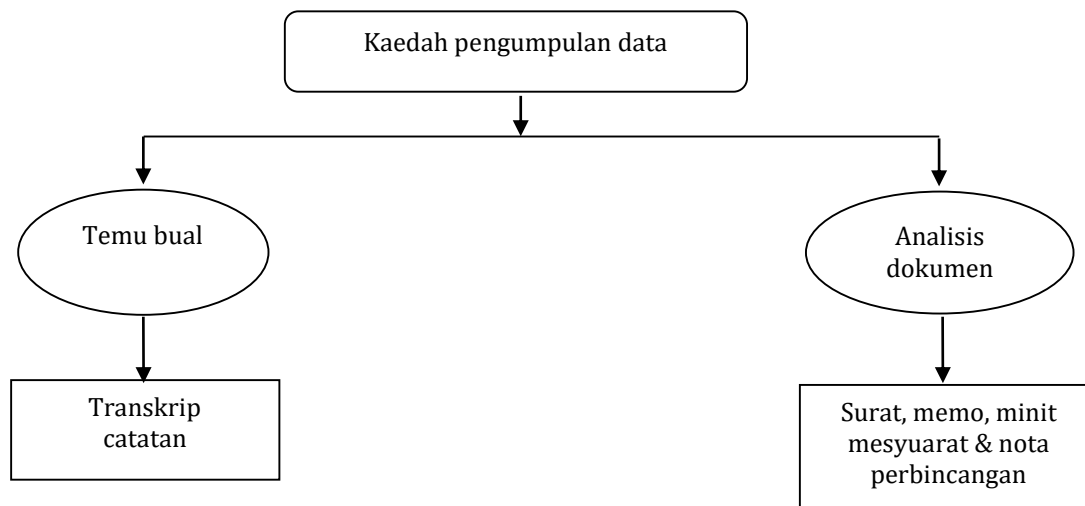 Kaedah pengumpulan data
Temu bual
Analisis
dokumen
Transkrip
catatan
Surat, memo, minit
mesyuarat & nota
perbincangan